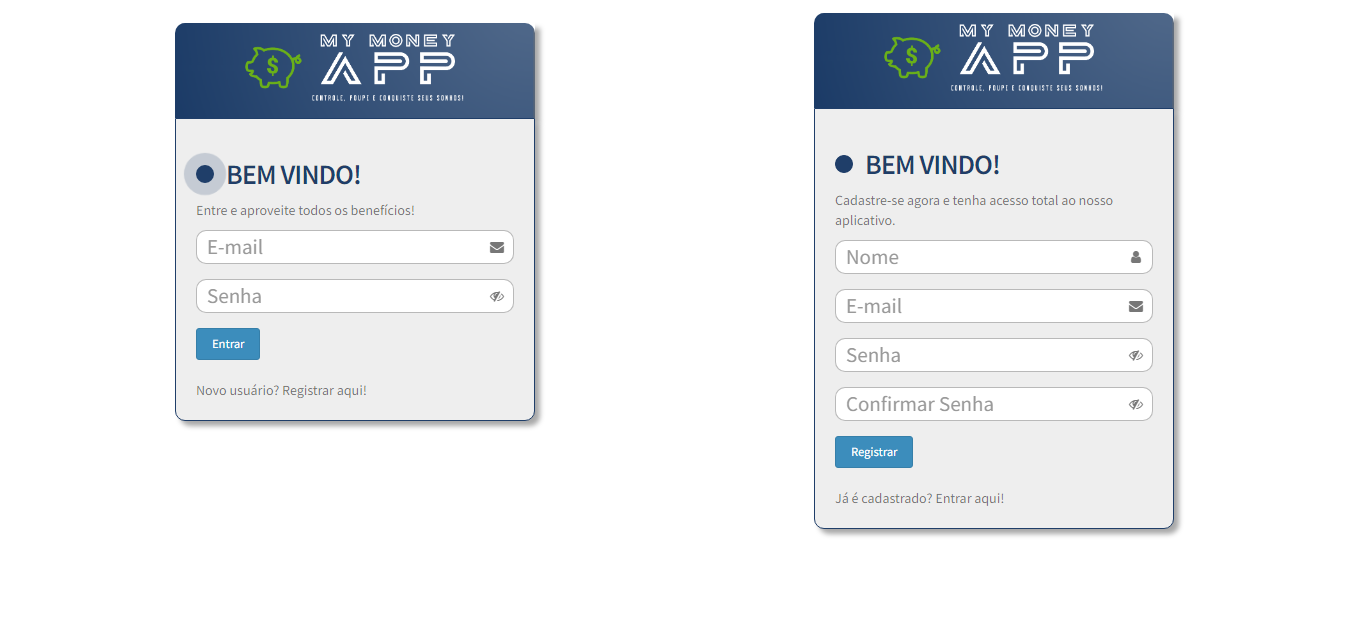 MY MONEY
APP
CONTROLE, POUPE E CONQUISTE SEUS SONHOS!
BEM VINDO!
Entre e aproveite todos os benefícios!
E-mail
Senha
Entrar
Novo usuário? Registrar aqui!
MY MONEY
APP
CONTROLE, POUPE E CONQUISTE SEUS SONHOS!
BEM VINDO!
Cadastre-se agora e tenha acesso total ao nosso
aplicativo.
Nome
E-mail
Senha
Confirmar Senha
Registrar
Já é cadastrado? Entrar aqui!